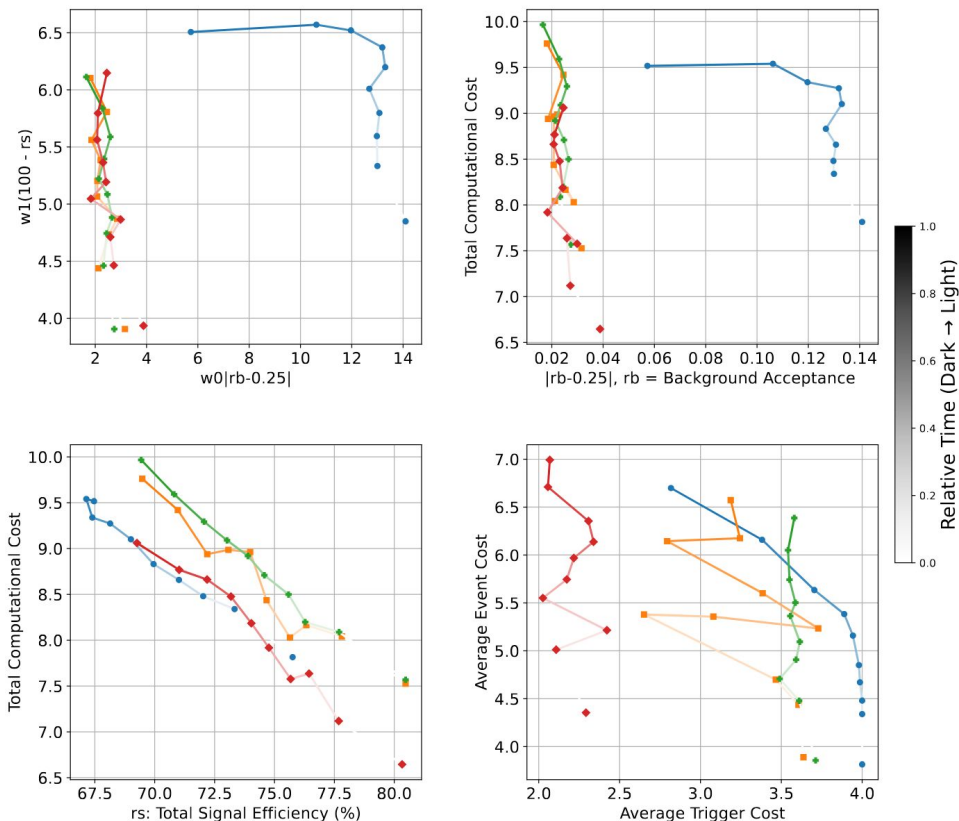 6.5
6.0
5.5
5.0
4.5
4.0
w1(100 - rs)
2 4 6 8 10 12 14
w0|rb-0.25|
10.0
9.5
9.0
8.5
8.0
7.5
7.0
6.5
Total Computational Cost
0.02 0.04 0.06 0.08 0.10 0.12 0.14
|rb-0.25|, rb = Background Acceptance
10.0
9.5
9.0
8.5
8.0
7.5
7.0
6.5
Total Computational Cost
67.5 70.0 72.5 75.0 77.5 80.0
rs: Total Signal Efficiency (%)
7.0
6.5
6.0
5.5
5.0
4.5
4.0
Average Event Cost
2.0 2.5 3.0 3.5 4.0
Average Trigger Cost
1.0
0.8
0.6
0.4
0.2
0.0
Relative Time (Dark → Light)